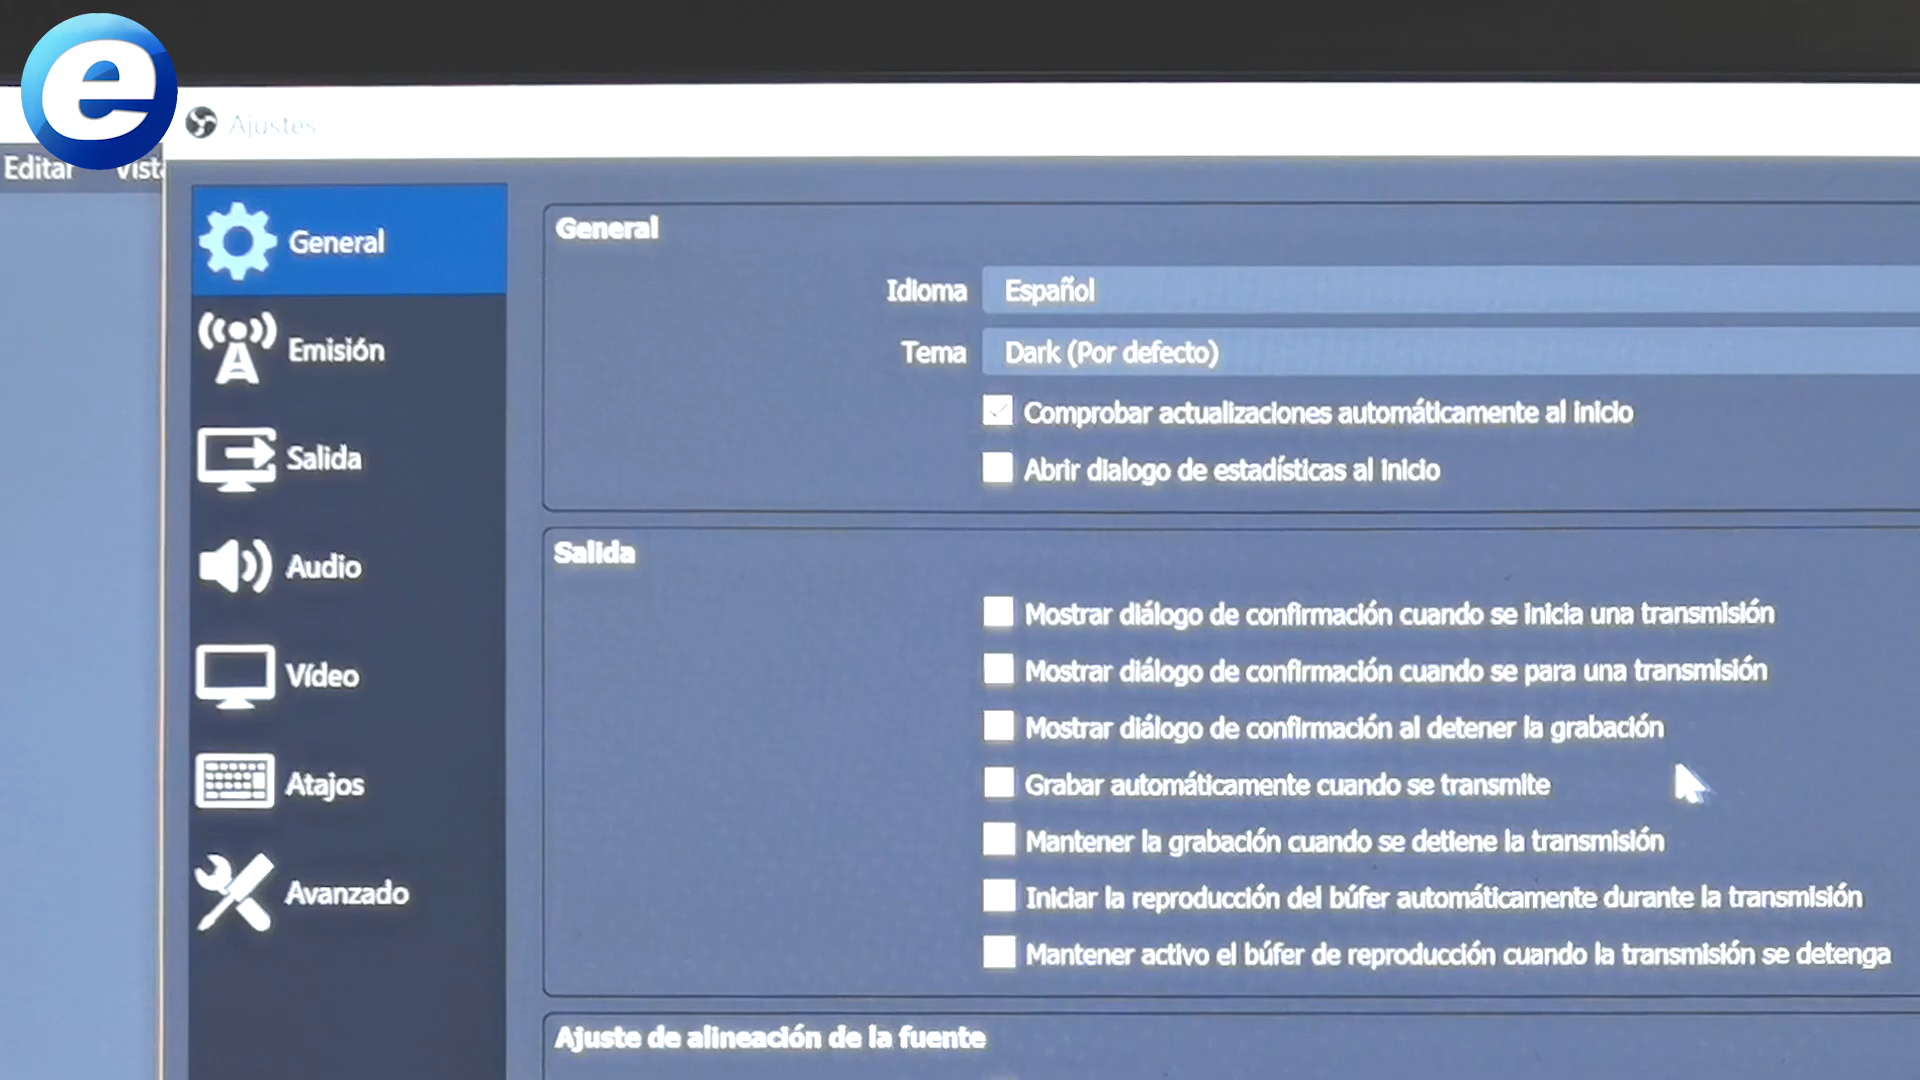 e
Ajustes
Editar Vista
General
Emisión
Salida
Audio
Vídeo
Atajos
Avanzado
General
Idioma Español
Tema Dark (Por defecto)
Comprobar actualizaciones automáticamente al inicio
Abrir dialogo de estadísticas al inicio
Salida
Mostrar diálogo de confirmación cuando se inicia una transmisión
Mostrar diálogo de confirmación cuando se para una transmisión
Mostrar diálogo de confirmación al detener la grabación
Grabar automáticamente cuando se transmite
Mantener la grabación cuando se detiene la transmisión
Iniciar la reproducción del búfer automáticamente durante la transmisión
Mantener activo el búfer de reproducción cuando la transmisión se detenga
Ajuste de alineación de la fuente